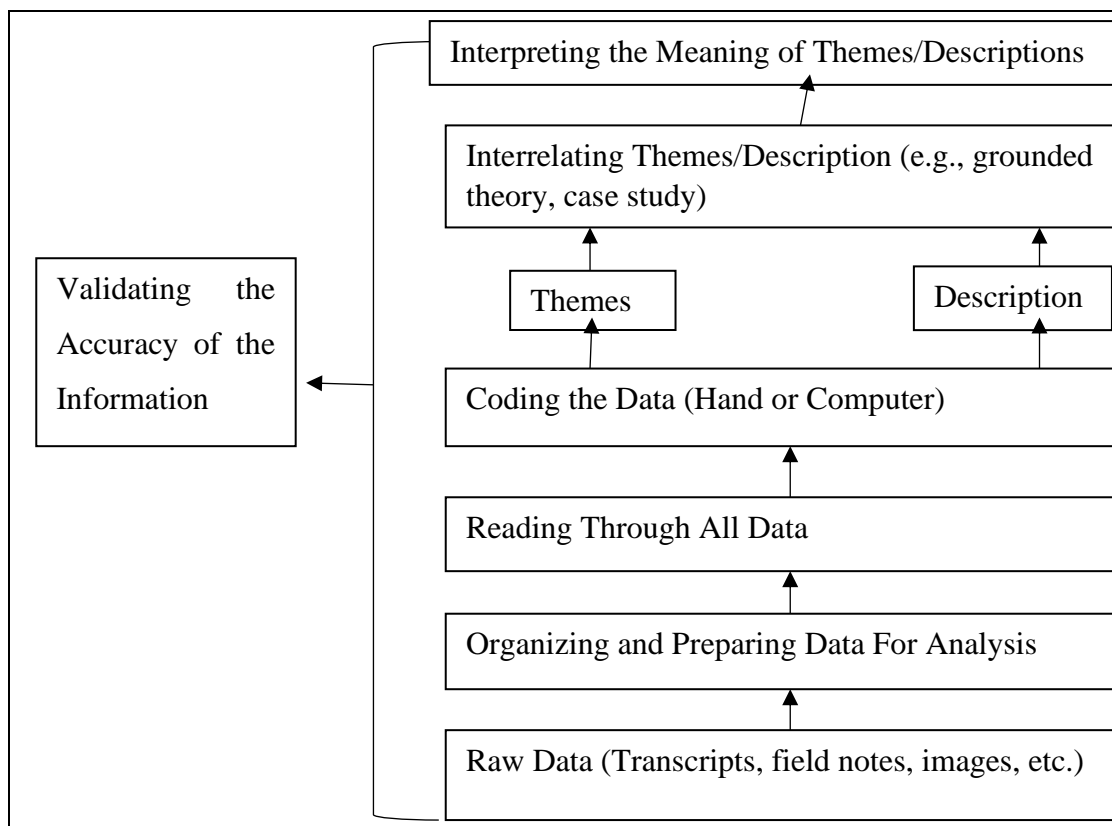 Interpreting the Meaning of Themes/Descriptions
Interrelating Themes/Description (e.g., grounded
theory, case study)
Themes
Description
Validating the
Accuracy of the
Information
Coding the Data (Hand or Computer)
Reading Through All Data
Organizing and Preparing Data For Analysis
Raw Data (Transcripts, field notes, images, etc.)